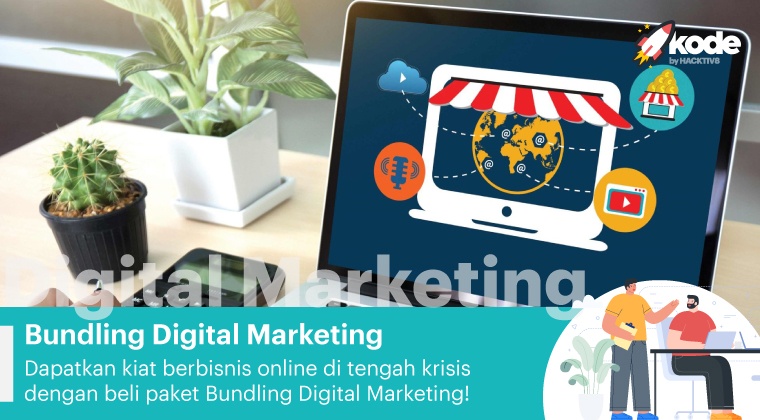 kode
by HACKTIV8
Digital Marketing
Bundling Digital Marketing
Dapatkan kiat berbisnis online di tengah krisis
dengan beli paket Bundling Digital Marketing!